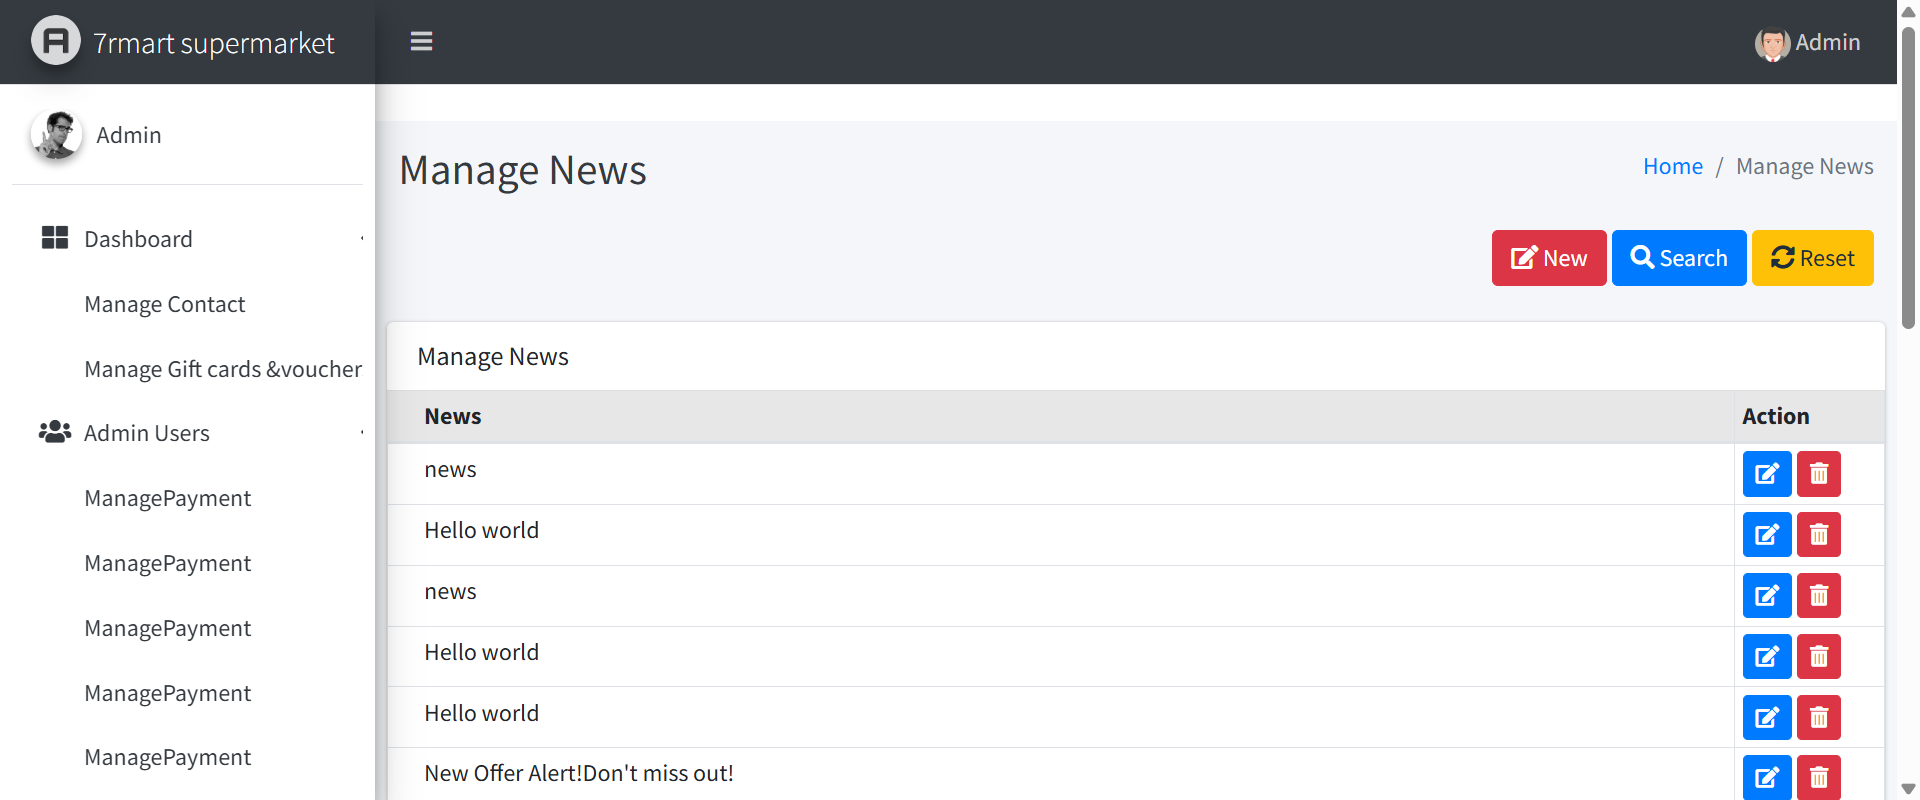 7rmart supermarket
Admin
Admin
Dashboard
Manage Contact
Manage Gift cards &voucher
Admin Users
ManagePayment
ManagePayment
ManagePayment
ManagePayment
ManagePayment
Manage News
Home / Manage News
New Search Reset
Manage News
News Action
news
Hello world
news
Hello world
Hello world
New Offer Alert!Don't miss out!